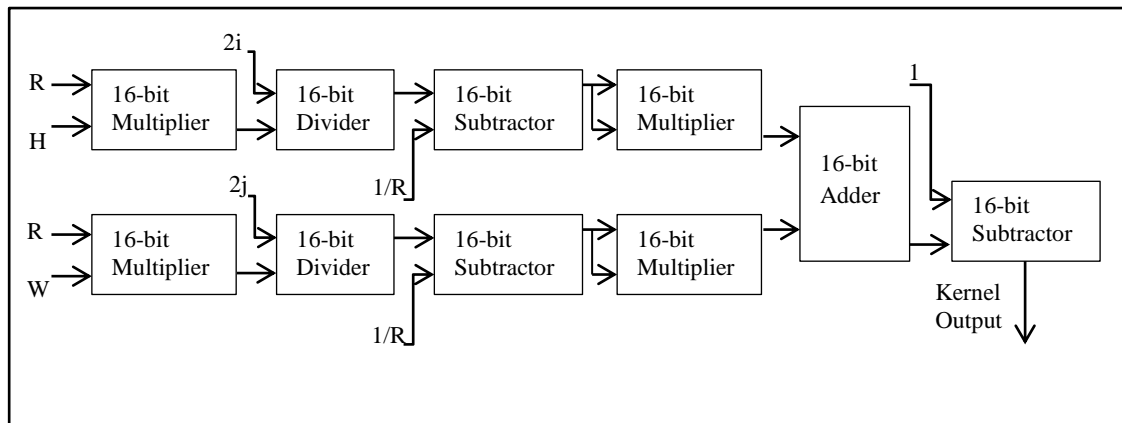 2i
R
H
16-bit
Multiplier
16-bit
Divider
16-bit
Subtractor
16-bit
Multiplier
1/R
2j
R
W
16-bit
Multiplier
16-bit
Divider
16-bit
Subtractor
16-bit
Multiplier
1/R
16-bit
Adder
1
16-bit
Subtractor
Kernel
Output